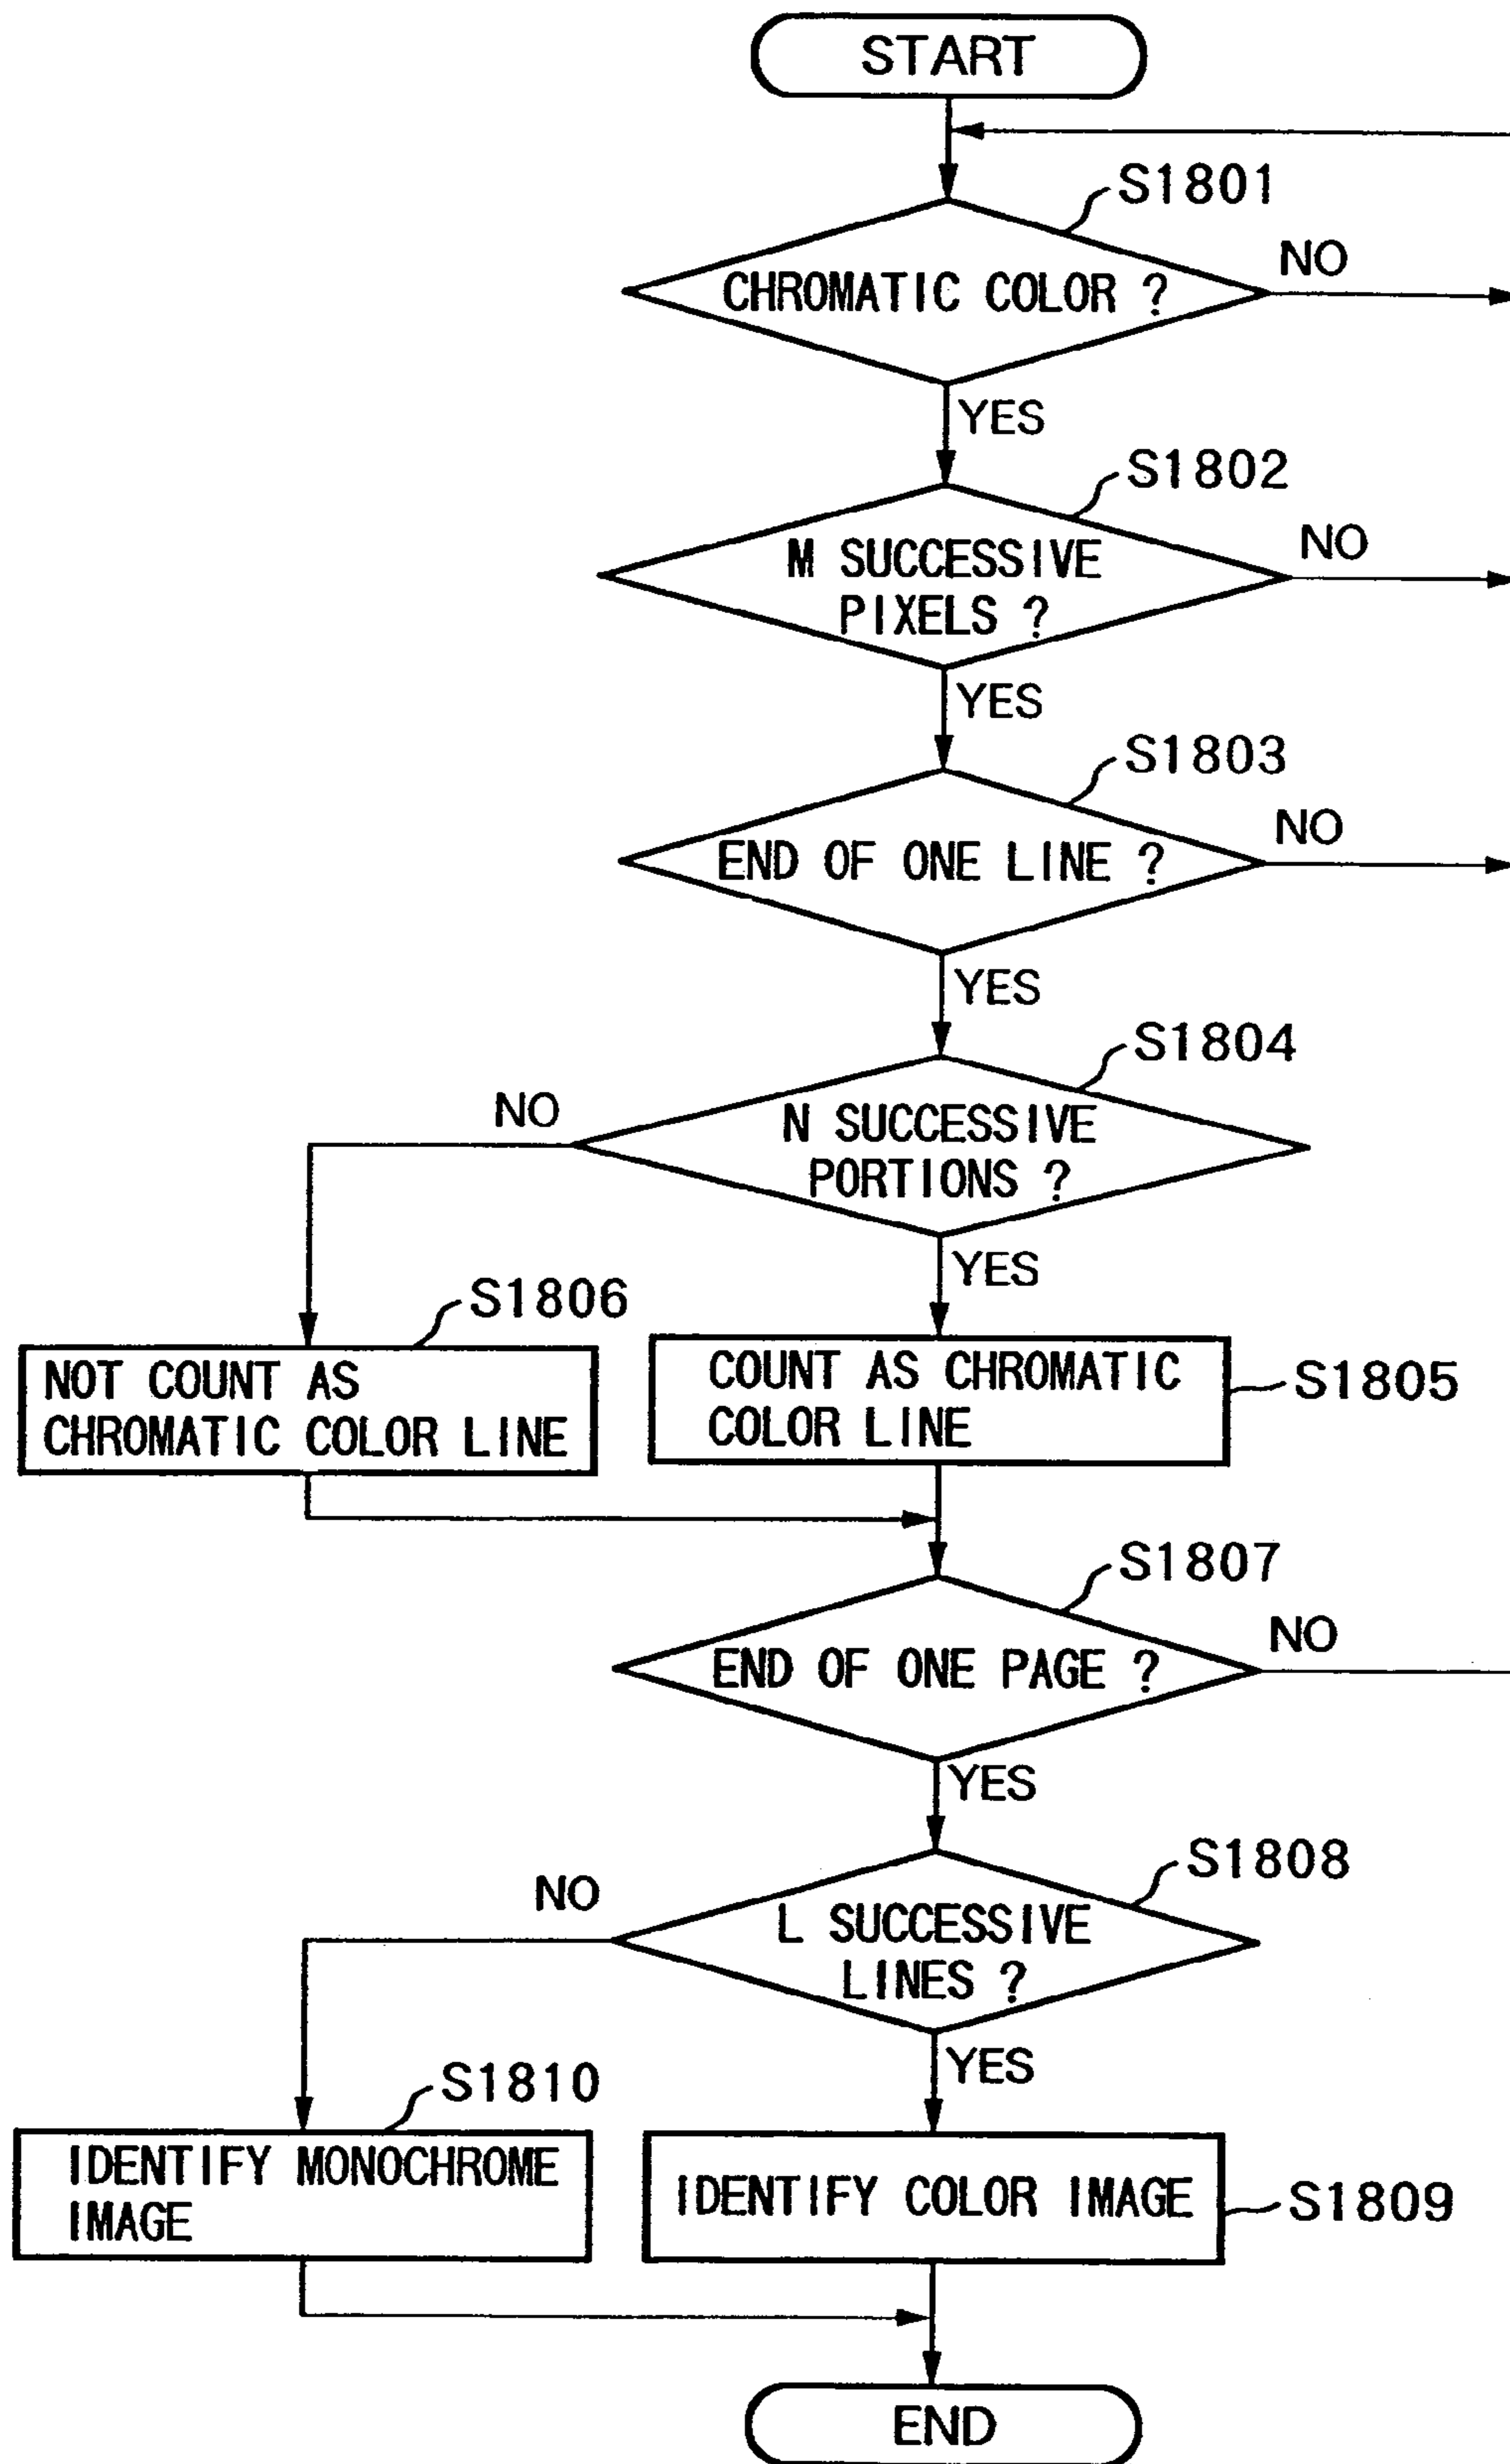 START
S1801
CHROMATIC COLOR ?
NO
YES
S1802
M SUCCESSIVE
PIXELS ?
NO
YES
S1803
END OF ONE LINE ?
NO
YES
S1804
N SUCCESSIVE
PORTIONS ?
NO
YES
S1806
NOT COUNT AS
CHROMATIC COLOR LINE
COUNT AS CHROMATIC
COLOR LINE
S1805
S1807
END OF ONE PAGE ?
NO
YES
S1808
L SUCCESSIVE
LINES ?
NO
YES
S1810
IDENTIFY MONOCHROME
IMAGE
IDENTIFY COLOR IMAGE
S1809
END